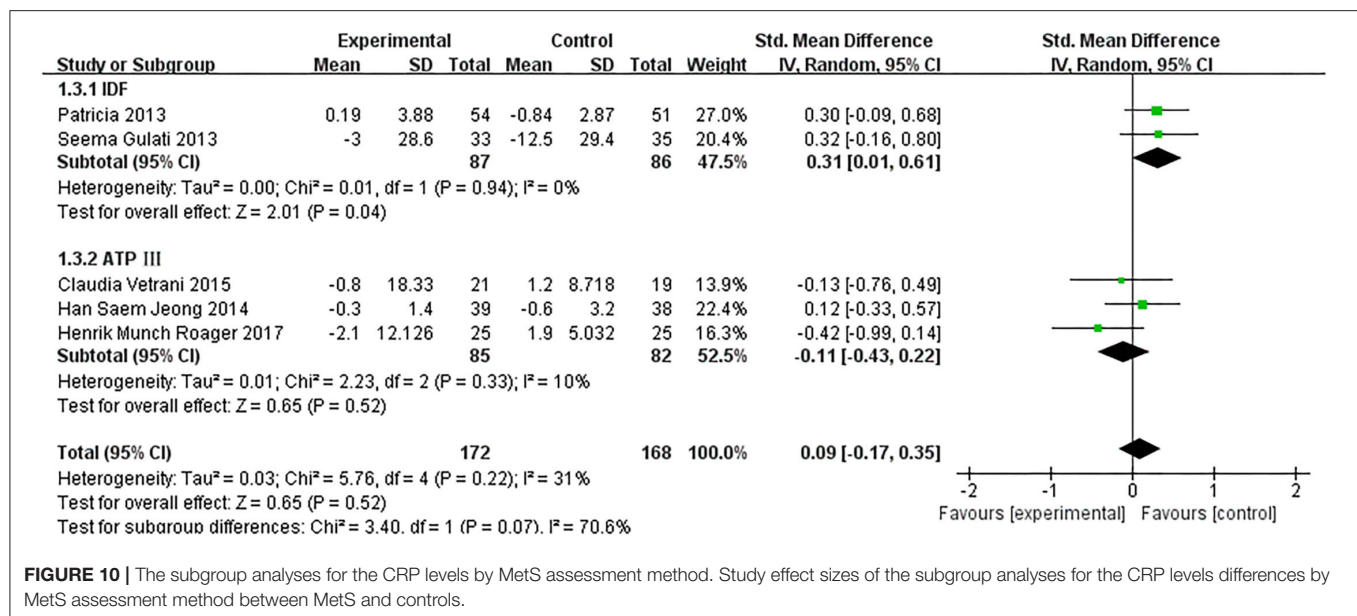 Experimental Control Std. Mean Difference Std. Mean Difference
Study or Subgroup Mean SD Total Mean SD Total Weight IV, Random, 95% CI IV, Random, 95% CI
1.3.1 IDF
Patricia 2013 0.19 3.88 54 -0.84 2.87 51 27.0% 0.30 [-0.09, 0.68]
Seema Gulati 2013 -3 28.6 33 -12.5 29.4 35 20.4% 0.32 [-0.16, 0.80]
Subtotal (95% CI) 87 86 47.5% 0.31 [0.01, 0.61]
Heterogeneity: Tau² = 0.00; Chi² = 0.01, df = 1 (P = 0.94); I² = 0%
Test for overall effect: Z = 2.01 (P = 0.04)
1.3.2 ATP III
Claudia Vetrani 2015 -0.8 18.33 21 1.2 8.718 19 13.9% -0.13 [-0.76, 0.49]
Han Saem Jeong 2014 -0.3 1.4 39 -0.6 3.2 38 22.4% 0.12 [-0.33, 0.57]
Henrik Munch Roager 2017 -2.1 12.126 25 1.9 5.032 25 16.3% -0.42 [-0.99, 0.14]
Subtotal (95% CI) 85 82 52.5% -0.11 [-0.43, 0.22]
Heterogeneity: Tau² = 0.01; Chi² = 2.23, df = 2 (P = 0.33); I² = 10%
Test for overall effect: Z = 0.65 (P = 0.52)
Total (95% CI) 172 168 100.0% 0.09 [-0.17, 0.35]
Heterogeneity: Tau² = 0.03; Chi² = 5.76, df = 4 (P = 0.22); I² = 31%
Test for overall effect: Z = 0.65 (P = 0.52)
Test for subgroup differences: Chi² = 3.40, df = 1 (P = 0.07), I² = 70.6%
-2 -1 0 1 2
Favours [experimental] Favours [control]
FIGURE 10 | The subgroup analyses for the CRP levels by MetS assessment method. Study effect sizes of the subgroup analyses for the CRP levels differences by
MetS assessment method between MetS and controls.